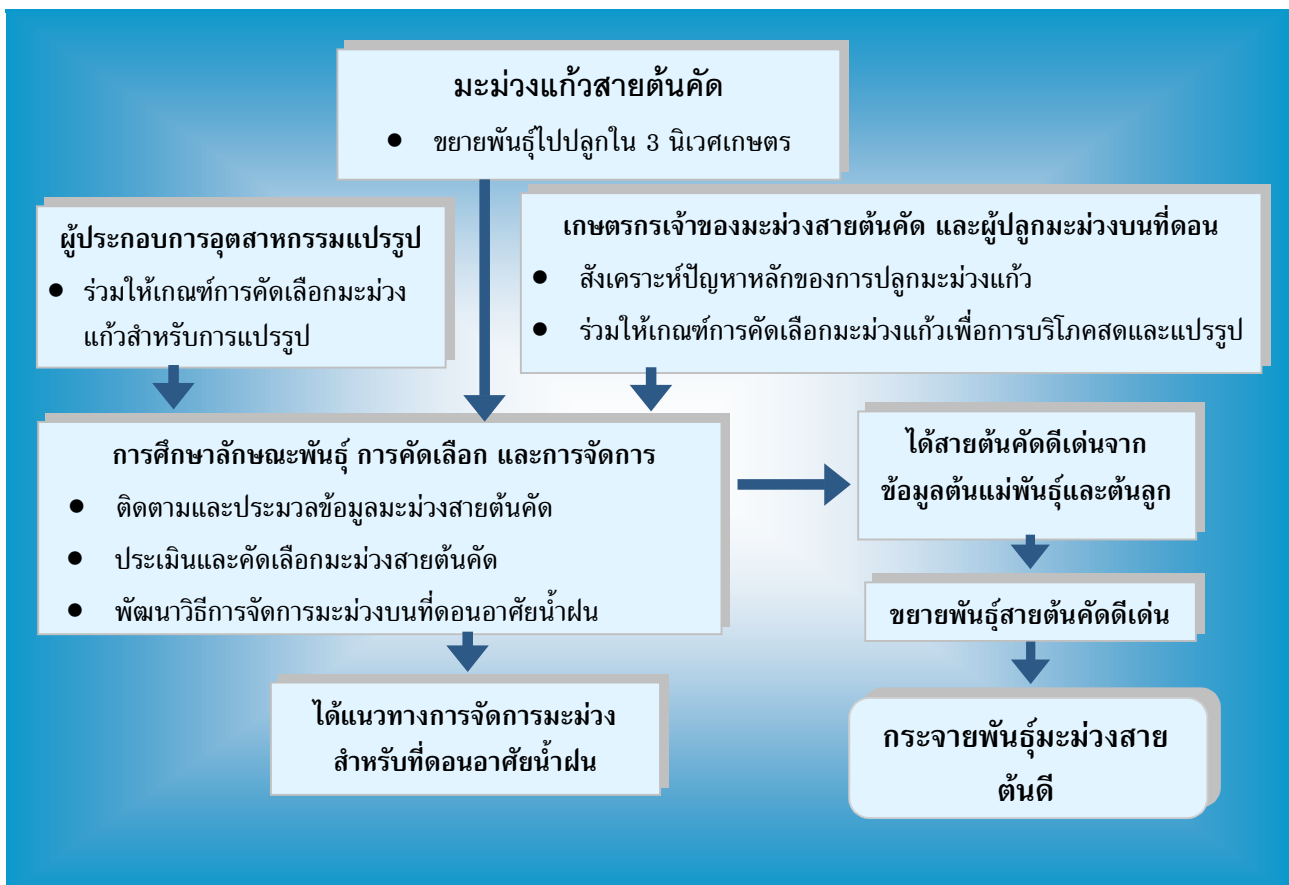 มะม่วงแก้วสายต้นคัด
● ขยายพันธุ์ไปปลูกใน 3 นิเวศเกษตร
ผู้ประกอบการอุตสาหกรรมแปรรูป
● ร่วมให้เกณฑ์การคัดเลือกมะม่วง
แก้วสำหรับการแปรรูป
เกษตรกรเจ้าของมะม่วงสายต้นคัด และผู้ปลูกมะม่วงบนที่ดอน
● สังเคราะห์ปัญหาหลักของการปลูกมะม่วงแก้ว
● ร่วมให้เกณฑ์การคัดเลือกมะม่วงแก้วเพื่อการบริโภคสดและแปรรูป
การศึกษาลักษณะพันธุ์ การคัดเลือก และการจัดการ
● ติดตามและประมวลข้อมูลมะม่วงสายต้นคัด
● ประเมินและคัดเลือกมะม่วงสายต้นคัด
● พัฒนาวิธีการจัดการมะม่วงบนที่ดอนอาศัยน้ำฝน
ได้สายต้นคัดดีเด่นจาก
ข้อมูลต้นแม่พันธุ์และต้นลูก
ขยายพันธุ์สายต้นคัดดีเด่น
ได้แนวทางการจัดการมะม่วง
สำหรับที่ดอนอาศัยน้ำฝน
กระจายพันธุ์มะม่วงสาย
ต้นดี